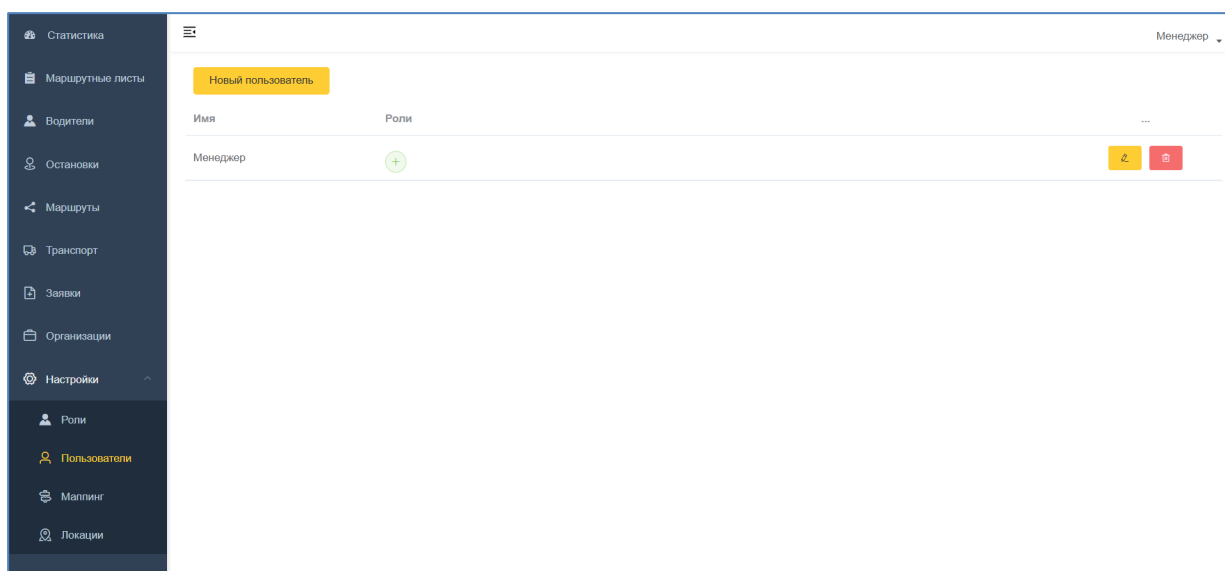 Статистика
Маршрутные листы
Водители
Остановки
Маршруты
Транспорт
Заявки
Организации
Настройки
Роли
Пользователи
Маппинг
Локации
Менеджер
Новый пользователь
Имя Роли ...
Менеджер